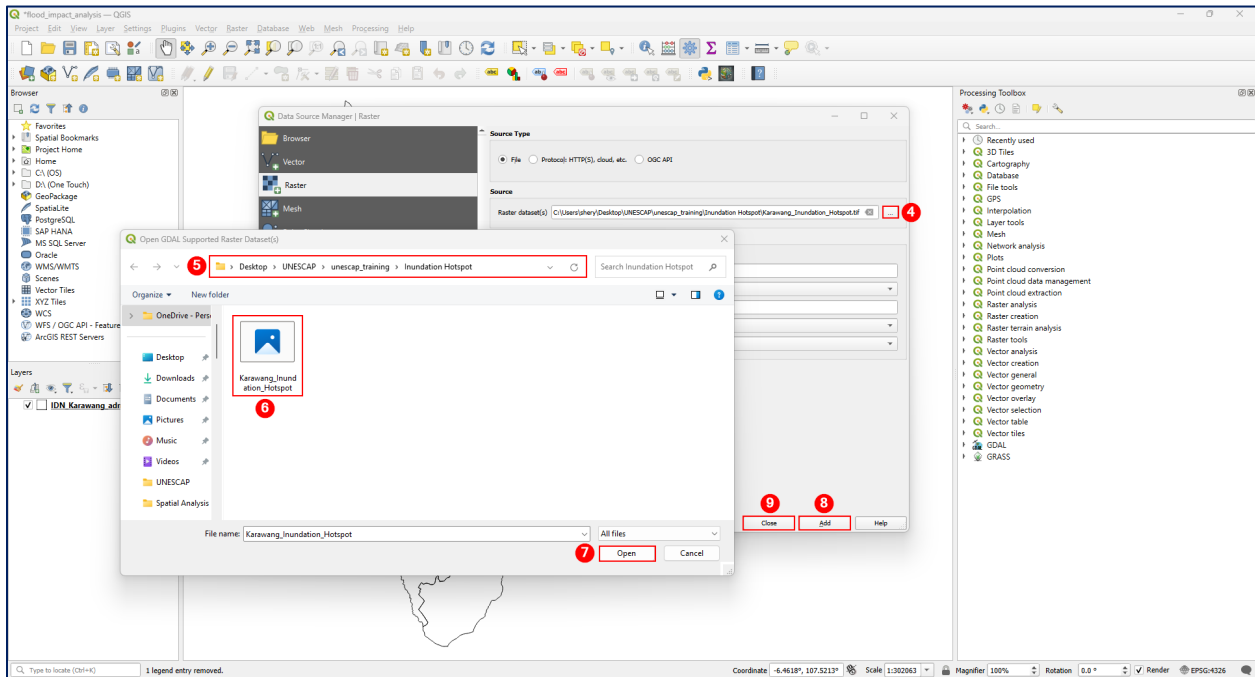 *flood_impact_analysis — QGIS
Project Edit View Layer Settings Plugins Vector Raster Database Web Mesh Processing Help
Browser
Favorites
Spatial Bookmarks
Project Home
Home
C:\ (OS)
D:\ (One Touch)
GeoPackage
SpatiaLite
PostgreSQL
SAP HANA
MS SQL Server
Oracle
WMS/WMTS
Scenes
Vector Tiles
XYZ Tiles
WCS
WFS / OGC API - Feature
ArcGIS REST Servers
Layers
IDN_Karawang_adr
Data Source Manager | Raster
Browser
Vector
Raster
Mesh
Source Type
File Protocol: HTTP(S), cloud, etc. OGC API
Source
Raster dataset(s) C:\Users\shery\Desktop\UNESCAP\unescap_training\Inundation Hotspot\Karawang_Inundation_Hotspot.tif ... 4
Open GDAL Supported Raster Dataset(s)
5 Desktop > UNESCAP > unescap_training > Inundation Hotspot Search Inundation Hotspot
Organize New folder
OneDrive - Pers
Desktop
Downloads
Documents
Pictures
Music
Videos
UNESCAP
Spatial Analysis
Karawang_Inund
ation_Hotspot
6
File name: Karawang_Inundation_Hotspot All files
7 Open Cancel
9 8
Close Add Help
Processing Toolbox
Search...
Recently used
3D Tiles
Cartography
Database
File tools
GPS
Interpolation
Layer tools
Mesh
Network analysis
Plots
Point cloud conversion
Point cloud data management
Point cloud extraction
Raster analysis
Raster creation
Raster terrain analysis
Raster tools
Vector analysis
Vector creation
Vector general
Vector geometry
Vector overlay
Vector selection
Vector table
Vector tiles
GDAL
GRASS
Type to locate (Ctrl+K) 1 legend entry removed. Coordinate -6.4618°, 107.5213° Scale 1:302063 Magnifier 100% Rotation 0.0 ° Render EPSG:4326